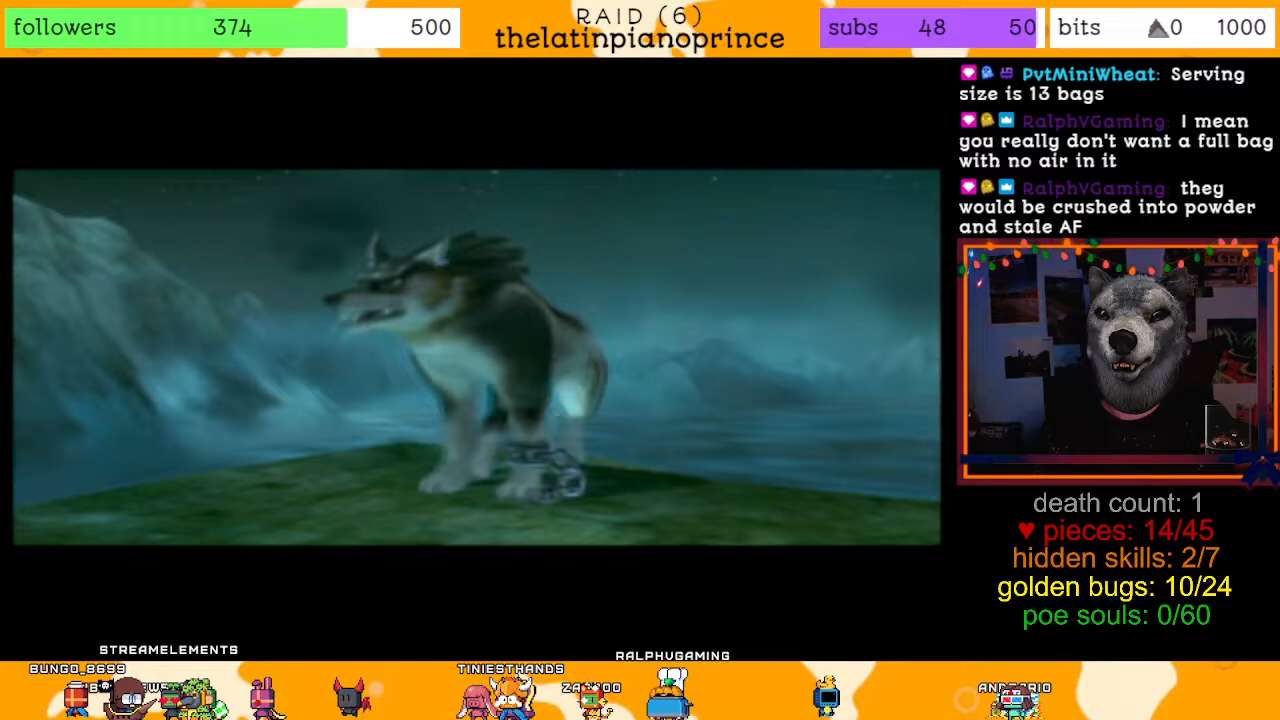 followers 374 500
RAID (6)
thelatinpianoprince
subs 48 50
bits 0 1000
PvtMiniWheat: Serving
size is 13 bags
RalphVGaming: I mean
you really don't want a full bag
with no air in it
RalphVGaming: they
would be crushed into powder
and stale AF
death count: 1
♥ pieces: 14/45
hidden skills: 2/7
golden bugs: 10/24
poe souls: 0/60
STREAMELEMENTS
RALPHVGAMING
BUNGO_8699
TINIESTHANDS